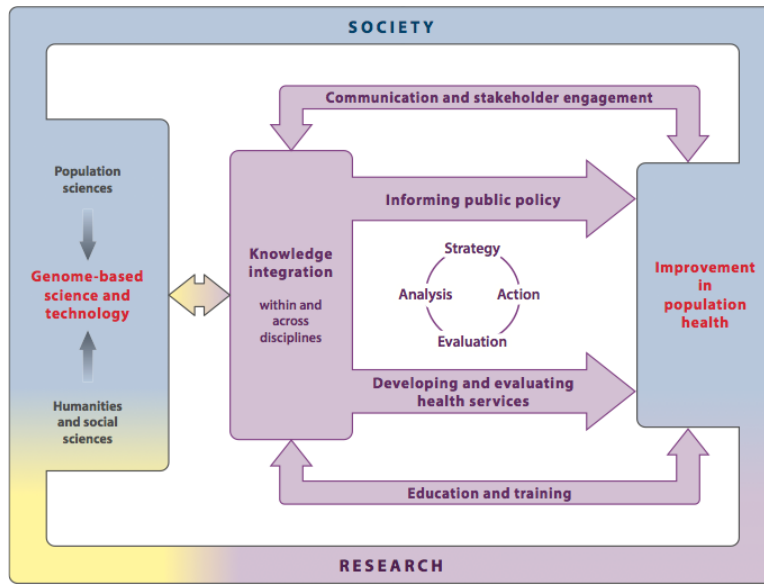 SOCIETY
Communication and stakeholder engagement
Population
sciences
Genome-based
science and
technology
Humanities
and social
sciences
Knowledge
integration
within and
across
disciplines
Informing public policy
Strategy
Analysis
Action
Evaluation
Developing and evaluating
health services
Education and training
Improvement
in
population
health
RESEARCH